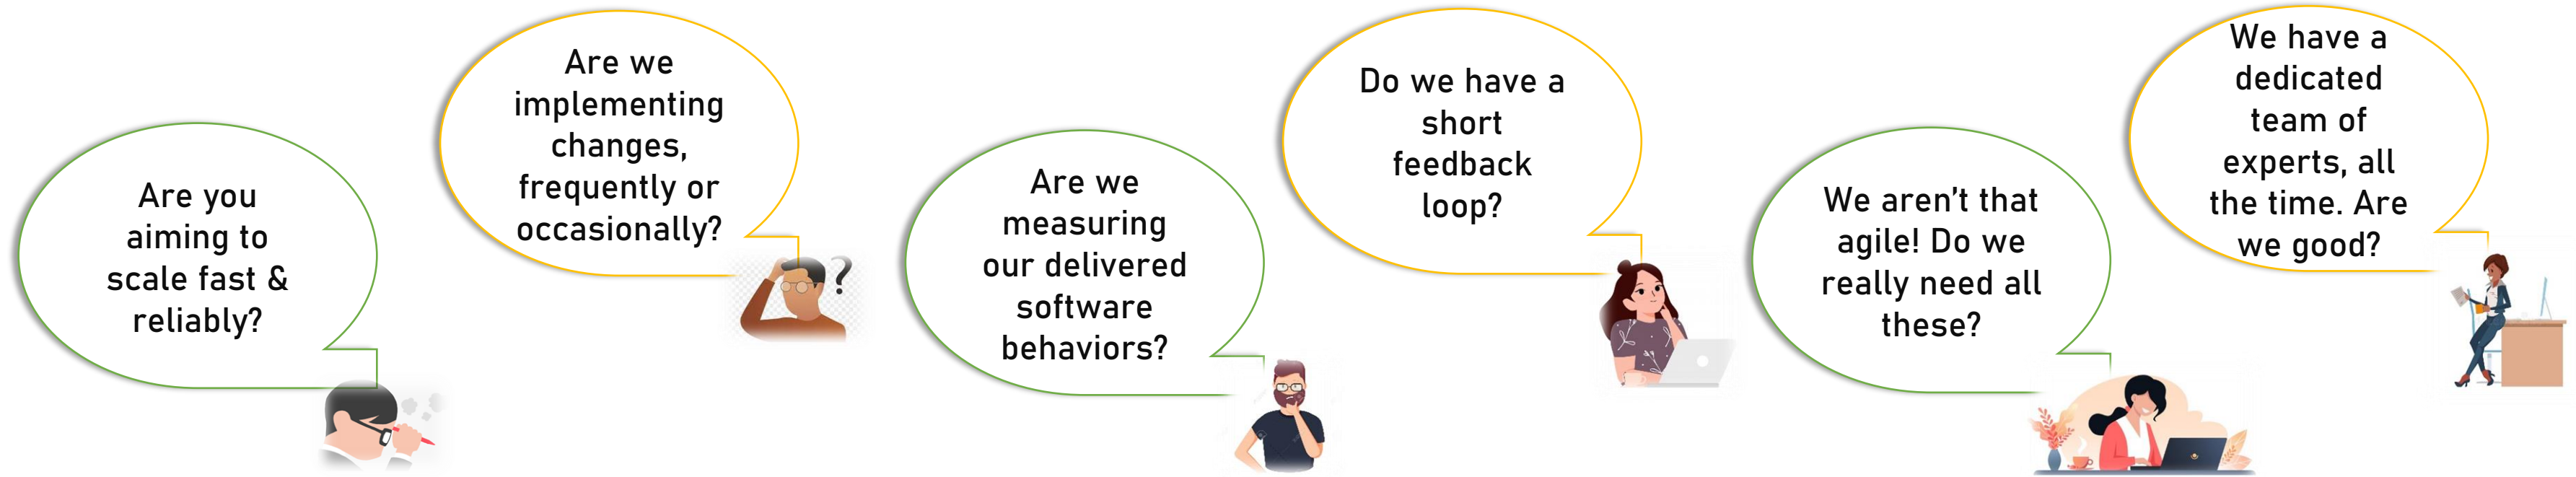 Are you
aiming to
scale fast &
reliably?
Are we
implementing
changes,
frequently or
occasionally?
?
Are we
measuring
our delivered
software
behaviors?
Do we have a
short
feedback
loop?
We aren't that
agile! Do we
really need all
these?
We have a
dedicated
team of
experts, all
the time. Are
we good?